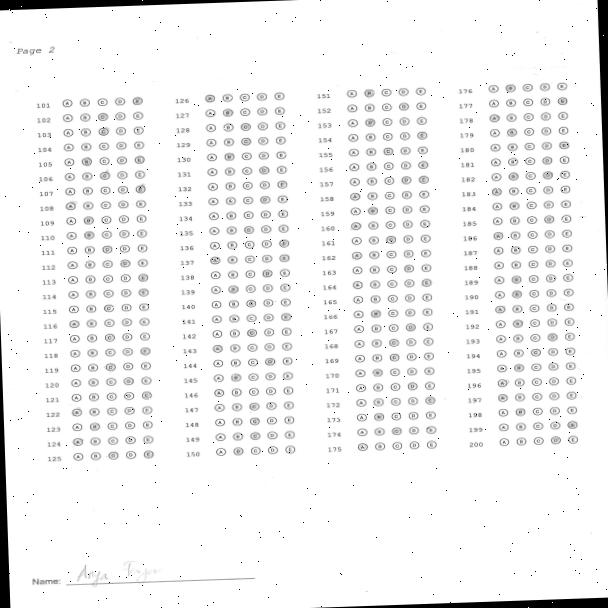 Page 2
101 A B C D E 126 A B C D E 151 A B C D E 176 A B C D E
102 A B C D E 127 A B C D E 152 A B C D E 177 A B C D E
103 A B C D E 128 A B C D E 153 A B C D E 178 A B C D E
104 A B C D E 129 A B C D E 154 A B C D E 179 A B C D E
105 A B C D E 130 A B C D E 155 A B C D E 180 A B C D E
106 A B C D E 131 A B C D E 156 A B C D E 181 A B C D E
107 A B C D E 132 A B C D E 157 A B C D E 182 A B C D E
108 A B C D E 133 A B C D E 158 A B C D E 183 A B C D E
109 A B C D E 134 A B C D E 159 A B C D E 184 A B C D E
110 A B C D E 135 A B C D E 160 A B C D E 185 A B C D E
111 A B C D E 136 A B C D E 161 A B C D E 186 A B C D E
112 A B C D E 137 A B C D E 162 A B C D E 187 A B C D E
113 A B C D E 138 A B C D E 163 A B C D E 188 A B C D E
114 A B C D E 139 A B C D E 164 A B C D E 189 A B C D E
115 A B C D E 140 A B C D E 165 A B C D E 190 A B C D E
116 A B C D E 141 A B C D E 166 A B C D E 191 A B C D E
117 A B C D E 142 A B C D E 167 A B C D E 192 A B C D E
118 A B C D E 143 A B C D E 168 A B C D E 193 A B C D E
119 A B C D E 144 A B C D E 169 A B C D E 194 A B C D E
120 A B C D E 145 A B C D E 170 A B C D E 195 A B C D E
121 A B C D E 146 A B C D E 171 A B C D E 196 A B C D E
122 A B C D E 147 A B C D E 172 A B C D E 197 A B C D E
123 A B C D E 148 A B C D E 173 A B C D E 198 A B C D E
124 A B C D E 149 A B C D E 174 A B C D E 199 A B C D E
125 A B C D E 150 A B C D E 175 A B C D E 200 A B C D E
Name: Arya